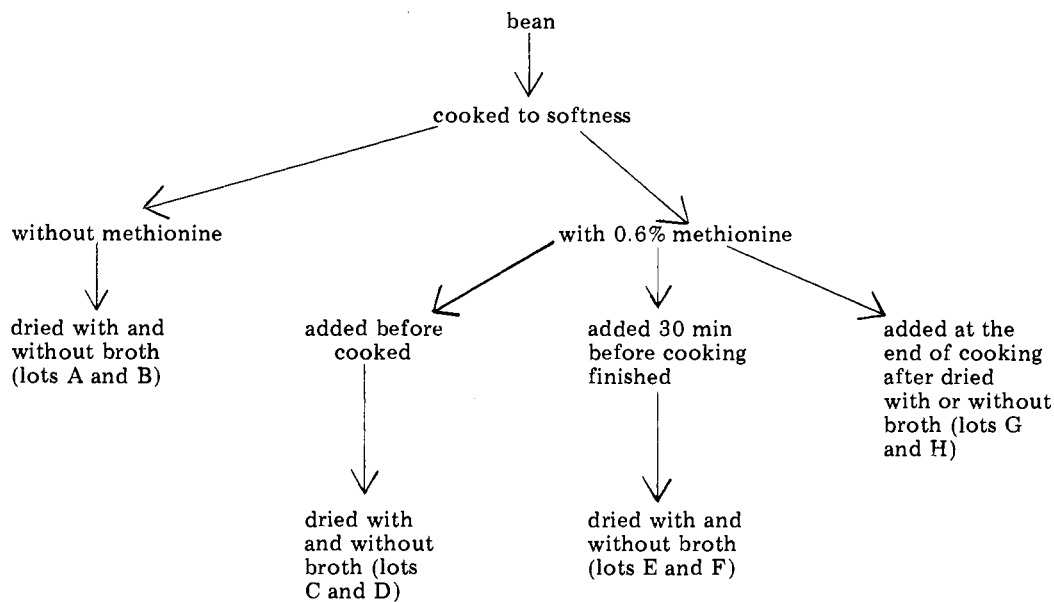 bean
cooked to softness
without methionine
with 0.6% methionine
dried with and
without broth
(lots A and B)
added before
cooked
added 30 min
before cooking
finished
added at the
end of cooking
after dried
with or without
broth (lots G
and H)
dried with
and without
broth (lots
C and D)
dried with and
without broth
(lots E and F)